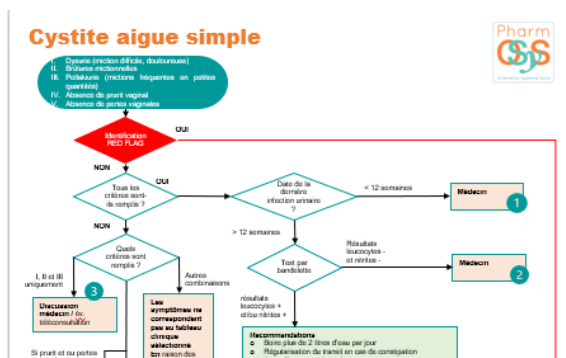 Cystite aigue simple
Pharm
OSyS
I. Dysurie (miction difficile, douloureuse)
II. Brûlures mictionnelles
III. Pollakiurie (mictions fréquentes en petites
quantités)
IV. Absence de prurit vaginal
V. Absence de pertes vaginales
Identification
RED FLAG
OUI
NON
Tous les
critères sont-
ils remplis ?
OUI
Date de la
dernière
infection urinaire
?
< 12 semaines
Médecin
1
NON
> 12 semaines
Quels
critères sont
remplis ?
Test par
bandelette
Résultats
leucocytes -
et nitrites -
Médecin
2
I, II et III
uniquement
3
Autres
combinaisons
Discussion
médecin / év.
téléconsultation
Les
symptômes ne
correspondent
pas au tableau
clinique
sélectionné
raison des
résultats
leucocytes +
et/ou nitrites +
Recommandations
o Boire plus de 2 litres d'eau par jour
o Régularisation du transit en cas de constipation
Si prurit et ou pertes